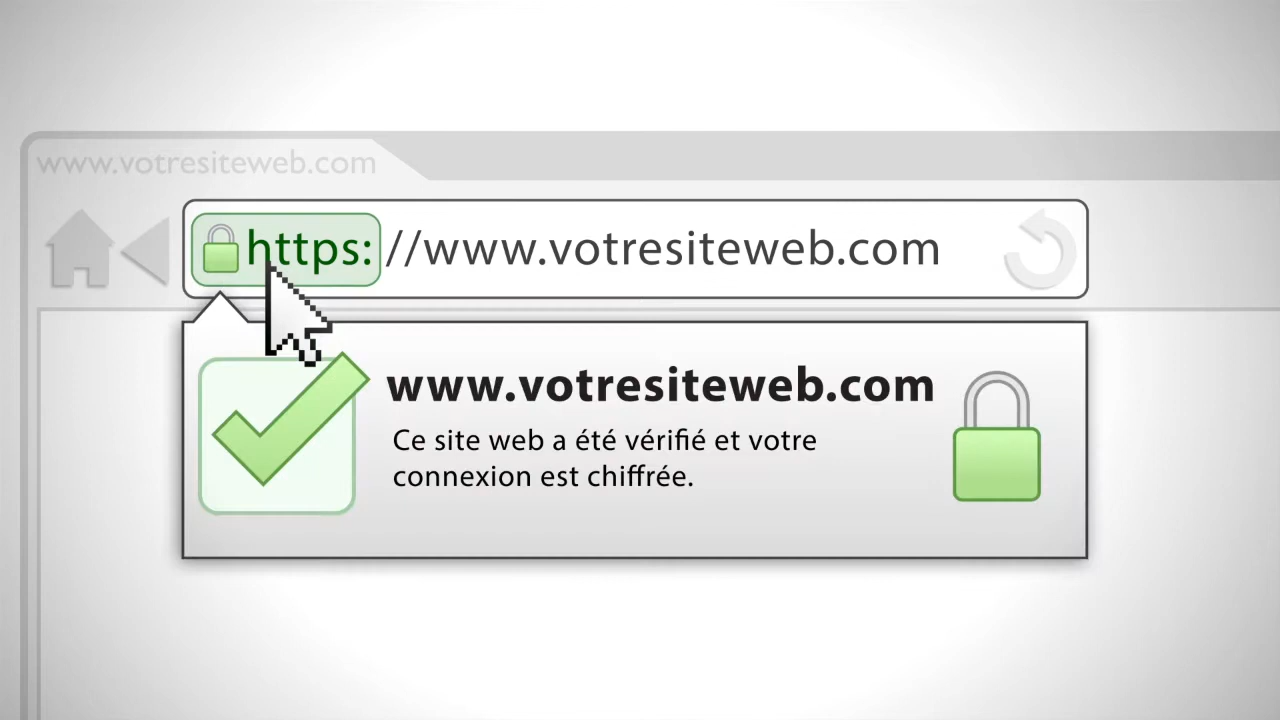 www.votresiteweb.com
https://www.votresiteweb.com
www.votresiteweb.com
Ce site web a été vérifié et votre
connexion est chiffrée.